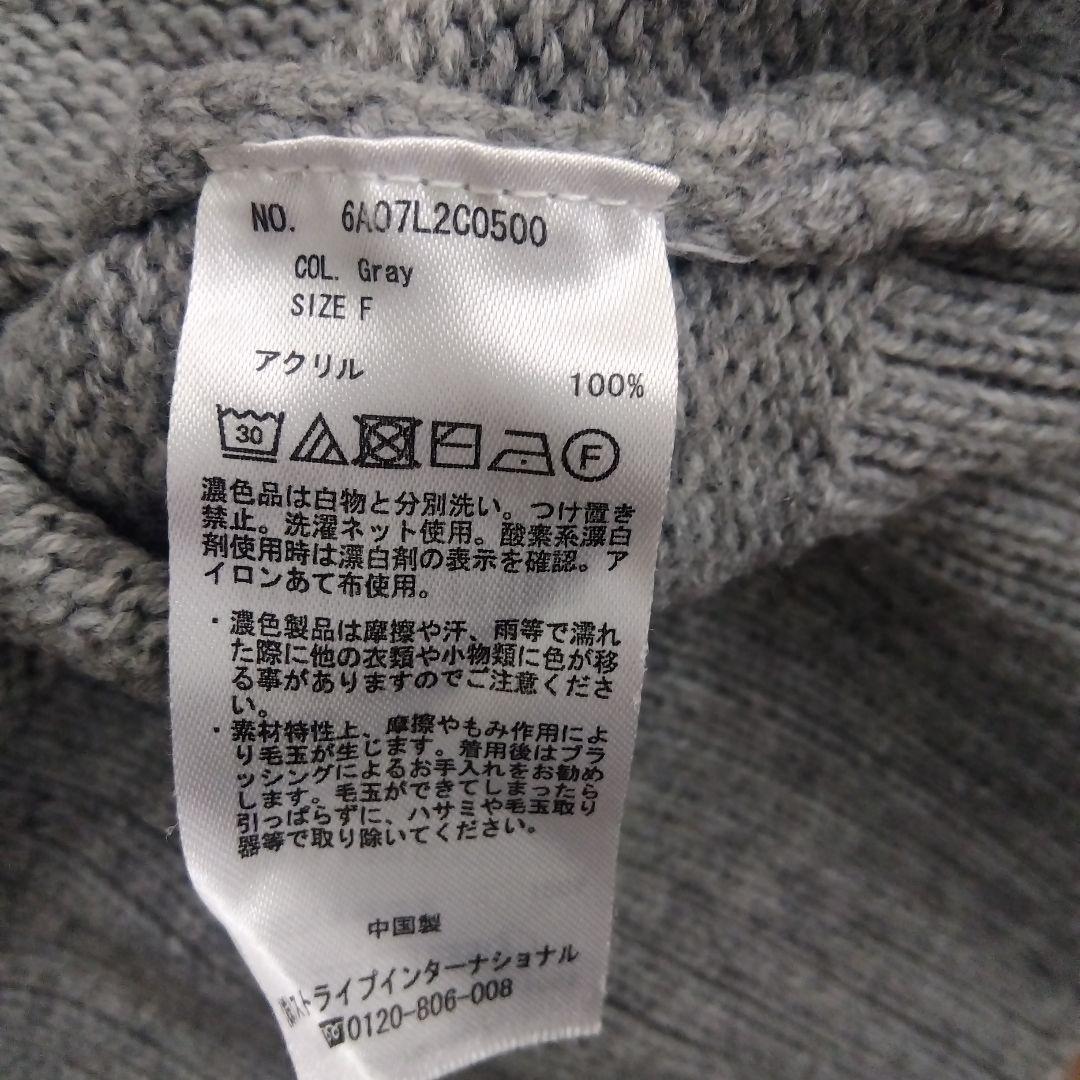 NO. 6A07L2C0500
COL. Gray
SIZE F
アクリル 100%
30 F
濃色品は白物と分別洗い。つけ置き
禁止。洗濯ネット使用。酸素系漂白
剤使用時は漂白剤の表示を確認。ア
イロンあて布使用。
・濃色製品は摩擦や汗、雨等で濡れ
た際に他の衣類や小物類に色が移
る事がありますのでご注意くださ
い。
・素材特性上、摩擦やもみ作用によ
り毛玉が生じます。着用後はブラ
ッシングによるお手入れをお勧め
します。毛玉ができてしまったら
引っぱらずに、ハサミや毛玉取り
器等で取り除いてください。
中国製
㈱ストライプインターナショナル
0120-806-008